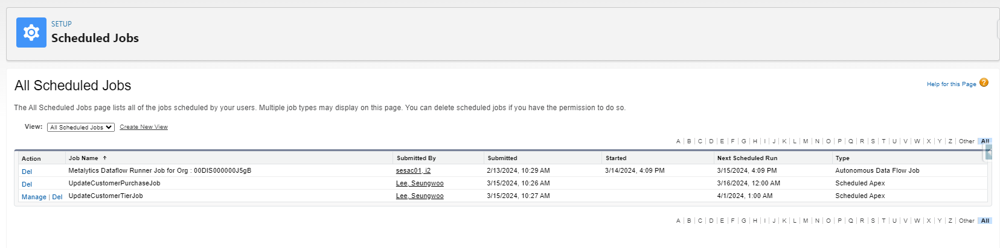 SETUP
Scheduled Jobs
All Scheduled Jobs
Help for this Page ?
The All Scheduled Jobs page lists all of the jobs scheduled by your users. Multiple job types may display on this page. You can delete scheduled jobs if you have the permission to do so.
View: All Scheduled Jobs Create New View
A | B | C | D | E | F | G | H | I | J | K | L | M | N | O | P | Q | R | S | T | U | V | W | X | Y | Z | Other | All
Action Job Name ↑ Submitted By Submitted Started Next Scheduled Run Type
Del Metalytics Dataflow Runner Job for Org : 00DIS000000J5gB sesac01, i2 2/13/2024, 10:29 AM 3/14/2024, 4:09 PM 3/15/2024, 4:09 PM Autonomous Data Flow Job
Del UpdateCustomerPurchaseJob Lee, Seungwoo 3/15/2024, 10:26 AM 3/16/2024, 12:00 AM Scheduled Apex
Manage | Del UpdateCustomerTierJob Lee, Seungwoo 3/15/2024, 10:27 AM 4/1/2024, 1:00 AM Scheduled Apex
A | B | C | D | E | F | G | H | I | J | K | L | M | N | O | P | Q | R | S | T | U | V | W | X | Y | Z | Other | All